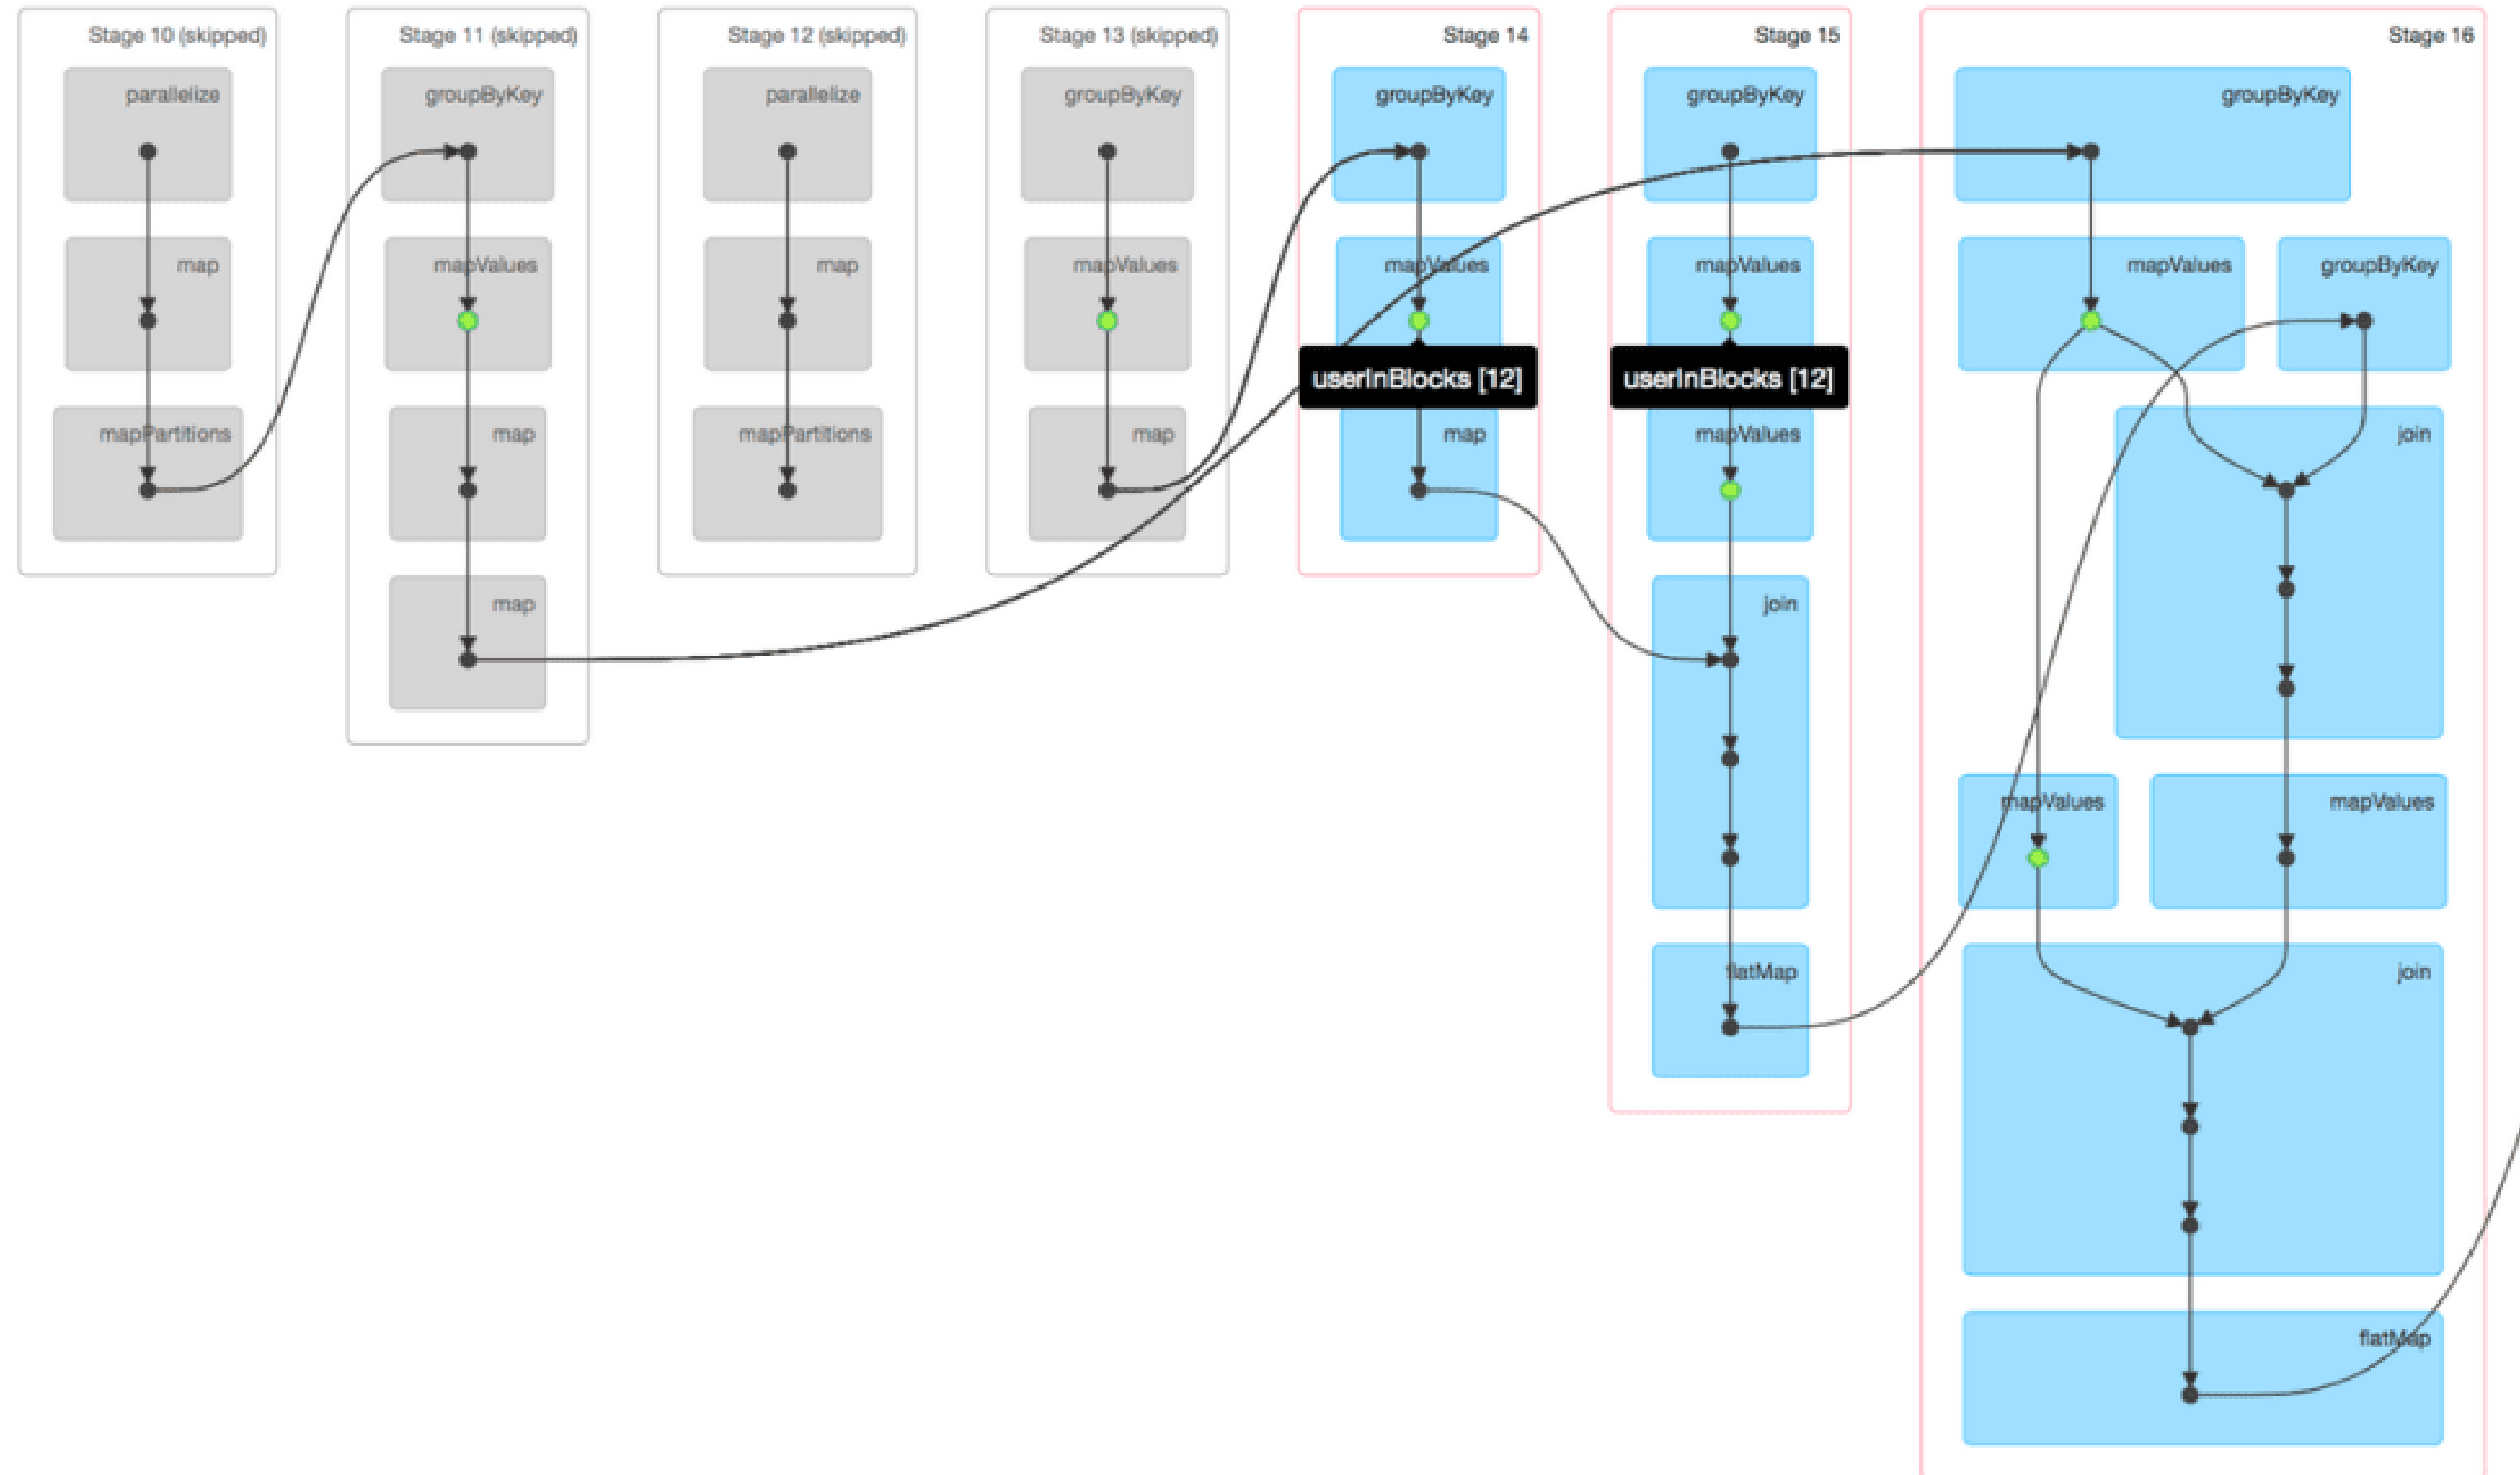 Stage 10 (skipped)
parallelize
map
mapPartitions
Stage 11 (skipped)
groupByKey
mapValues
map
map
Stage 12 (skipped)
parallelize
map
mapPartitions
Stage 13 (skipped)
groupByKey
mapValues
map
Stage 14
groupByKey
mapValues
userInBlocks [12]
map
Stage 15
groupByKey
mapValues
userInBlocks [12]
mapValues
join
flatMap
Stage 16
groupByKey
mapValues
groupByKey
join
mapValues
mapValues
join
flatMap